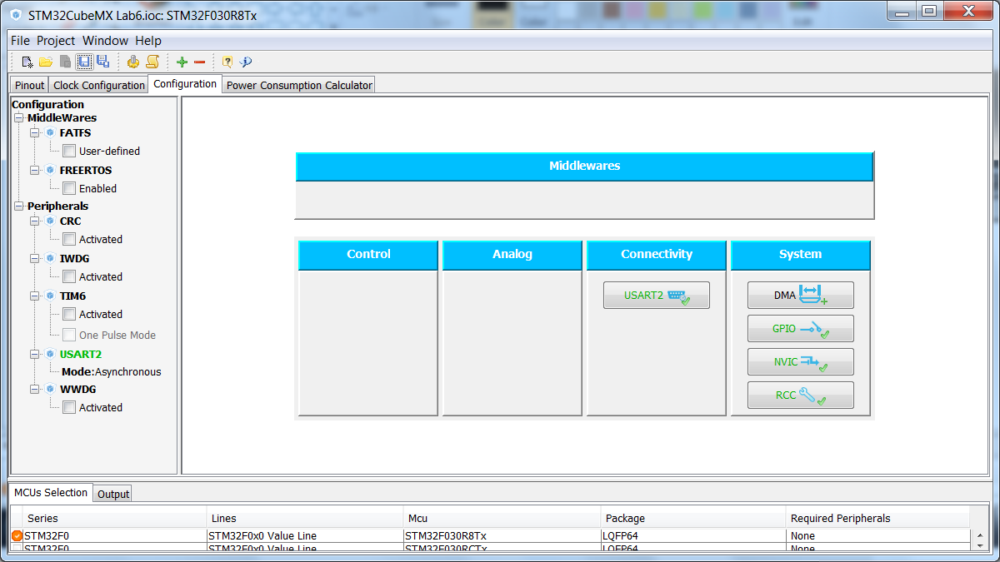 STM32CubeMX Lab6.ioc: STM32F030R8Tx
File Project Window Help
Pinout Clock Configuration Configuration Power Consumption Calculator
Configuration
MiddleWares
FATFS
User-defined
FREERTOS
Enabled
Peripherals
CRC
Activated
IWDG
Activated
TIM6
Activated
One Pulse Mode
USART2
Mode:Asynchronous
WWDG
Activated
Middlewares
Control Analog Connectivity System
USART2 DMA
GPIO
NVIC
RCC
MCUs Selection Output
Series Lines Mcu Package Required Peripherals
STM32F0 STM32F0x0 Value Line STM32F030R8Tx LQFP64 None
STM32F0 STM32F0x0 Value Line STM32F030RCTx LQFP64 None